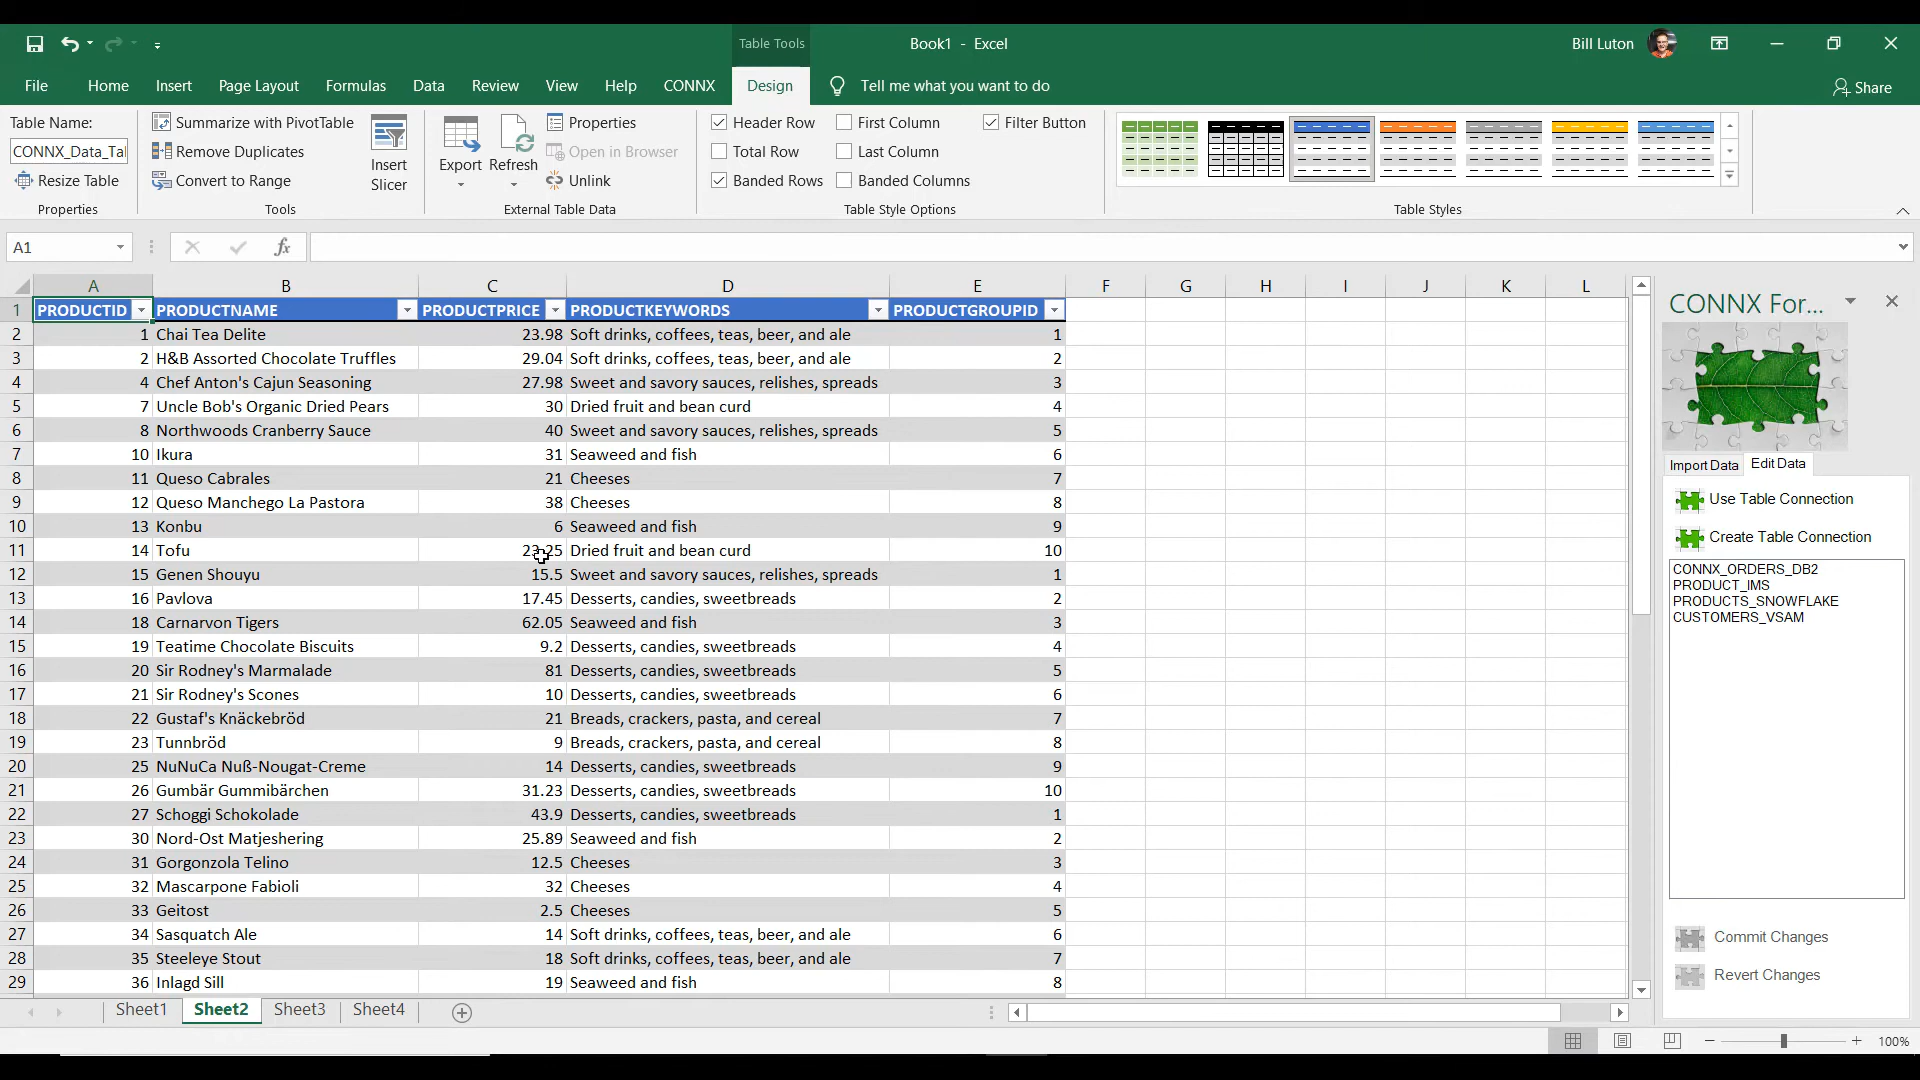 Table Tools
Book1 - Excel
Bill Luton
File Home Insert Page Layout Formulas Data Review View Help CONNX Design Tell me what you want to do Share
Table Name:
CONNX_Data_Tal
Resize Table
Properties
Summarize with PivotTable
Remove Duplicates
Convert to Range
Insert
Slicer
Tools
Export
Refresh
Properties
Open in Browser
Unlink
External Table Data
Header Row
Total Row
Banded Rows
First Column
Last Column
Banded Columns
Filter Button
Table Style Options
Table Styles
A1
fx
A B C D E F G H I J K L
1 PRODUCTID PRODUCTNAME PRODUCTPRICE PRODUCTKEYWORDS PRODUCTGROUPID
2 1 Chai Tea Delite 23.98 Soft drinks, coffees, teas, beer, and ale 1
3 2 H&B Assorted Chocolate Truffles 29.04 Soft drinks, coffees, teas, beer, and ale 2
4 4 Chef Anton's Cajun Seasoning 27.98 Sweet and savory sauces, relishes, spreads 3
5 7 Uncle Bob's Organic Dried Pears 30 Dried fruit and bean curd 4
6 8 Northwoods Cranberry Sauce 40 Sweet and savory sauces, relishes, spreads 5
7 10 Ikura 31 Seaweed and fish 6
8 11 Queso Cabrales 21 Cheeses 7
9 12 Queso Manchego La Pastora 38 Cheeses 8
10 13 Konbu 6 Seaweed and fish 9
11 14 Tofu Dried fruit and bean curd 10
12 15 Genen Shouyu 15.5 Sweet and savory sauces, relishes, spreads 1
13 16 Pavlova 17.45 Desserts, candies, sweetbreads 2
14 18 Carnarvon Tigers 62.05 Seaweed and fish 3
15 19 Teatime Chocolate Biscuits 9.2 Desserts, candies, sweetbreads 4
16 20 Sir Rodney's Marmalade 81 Desserts, candies, sweetbreads 5
17 21 Sir Rodney's Scones 10 Desserts, candies, sweetbreads 6
18 22 Gustaf's Knäckebröd 21 Breads, crackers, pasta, and cereal 7
19 23 Tunnbröd 9 Breads, crackers, pasta, and cereal 8
20 25 NuNuCa Nuß-Nougat-Creme 14 Desserts, candies, sweetbreads 9
21 26 Gumbär Gummibärchen 31.23 Desserts, candies, sweetbreads 10
22 27 Schoggi Schokolade 43.9 Desserts, candies, sweetbreads 1
23 30 Nord-Ost Matjeshering 25.89 Seaweed and fish 2
24 31 Gorgonzola Telino 12.5 Cheeses 3
25 32 Mascarpone Fabioli 32 Cheeses 4
26 33 Geitost 2.5 Cheeses 5
27 34 Sasquatch Ale 14 Soft drinks, coffees, teas, beer, and ale 6
28 35 Steeleye Stout 18 Soft drinks, coffees, teas, beer, and ale 7
29 36 Inlagd Sill 19 Seaweed and fish 8
CONNX For...
Import Data Edit Data
Use Table Connection
Create Table Connection
CONNX_ORDERS_DB2
PRODUCT_IMS
PRODUCTS_SNOWFLAKE
CUSTOMERS_VSAM
Commit Changes
Revert Changes
Sheet1 Sheet2 Sheet3 Sheet4
100%